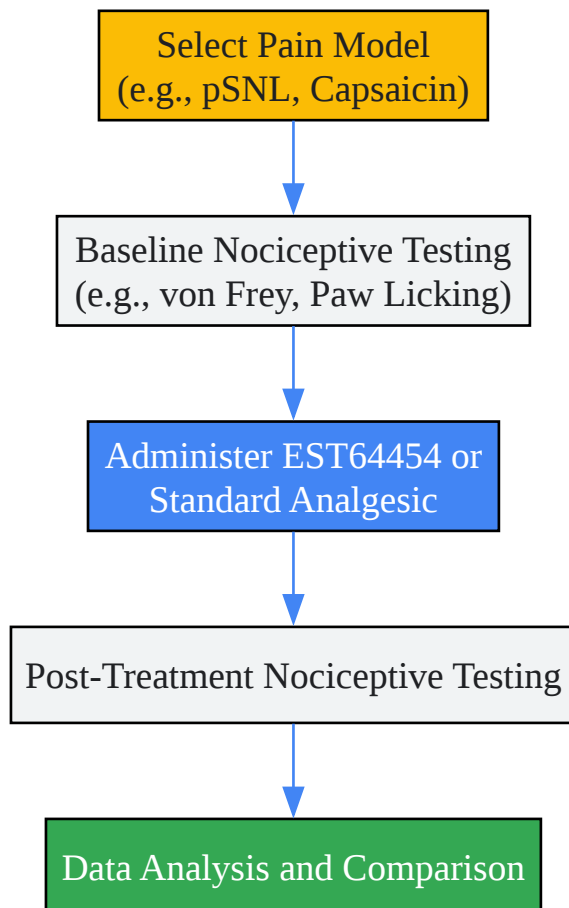 Select Pain Model
(e.g., pSNL, Capsaicin)
Baseline Nociceptive Testing
(e.g., von Frey, Paw Licking)
Administer EST64454 or
Standard Analgesic
Post-Treatment Nociceptive Testing
Data Analysis and Comparison